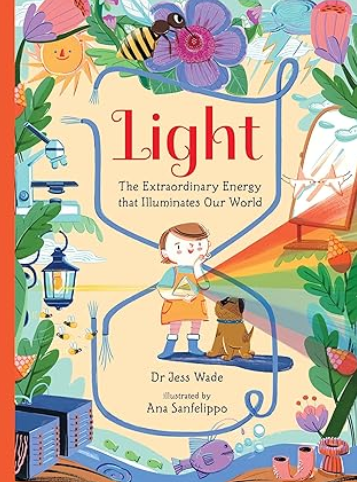 Light
The Extraordinary Energy
that Illuminates Our World
Dr Jess Wade
illustrated by
Ana Sanfelippo